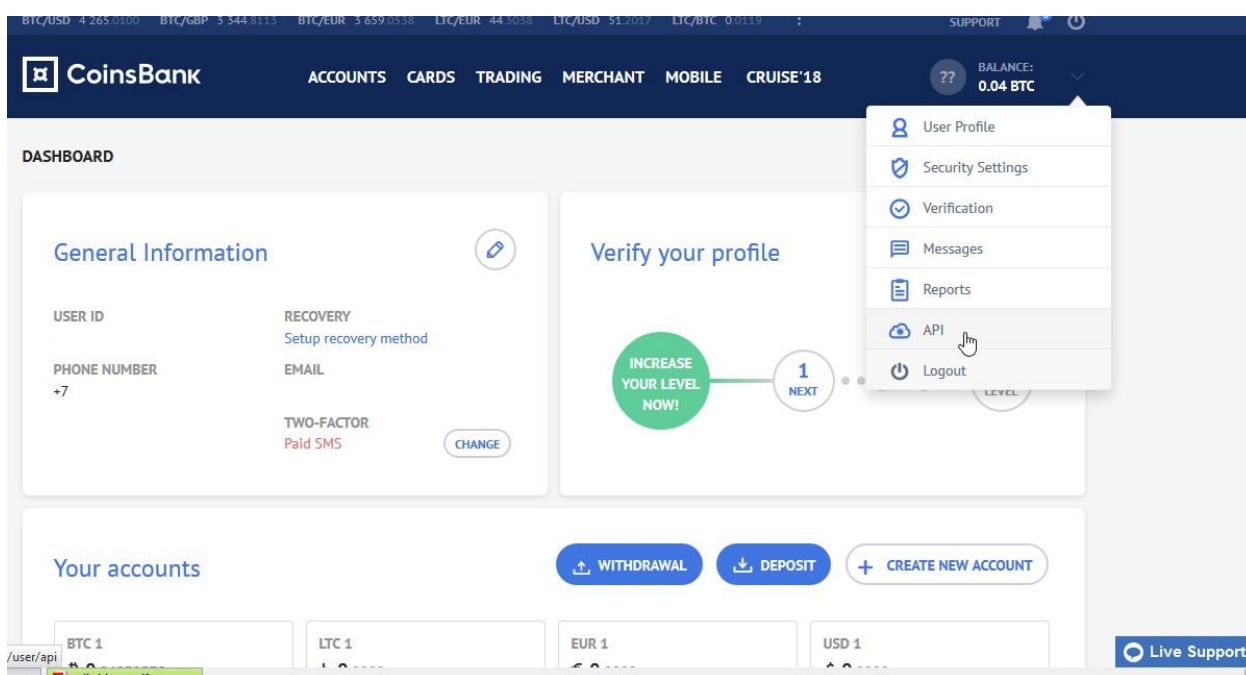 BTC/USD 4 265.0100 BTC/GBP 3 344.8113 BTC/EUR 3 659.0538 LTC/EUR 44.3038 LTC/USD 51.2017 LTC/BTC 0.0119 SUPPORT
CoinsBank ACCOUNTS CARDS TRADING MERCHANT MOBILE CRUISE'18 ?? BALANCE:
0.04 BTC
User Profile
Security Settings
Verification
Messages
Reports
API
Logout
DASHBOARD
General Information
USER ID RECOVERY
Setup recovery method
PHONE NUMBER EMAIL
+7
TWO-FACTOR
Paid SMS CHANGE
Verify your profile
INCREASE
YOUR LEVEL
NOW!
1
NEXT
LEVEL
Your accounts WITHDRAWAL DEPOSIT + CREATE NEW ACCOUNT
BTC 1 LTC 1 EUR 1 USD 1
/user/api
Live Support